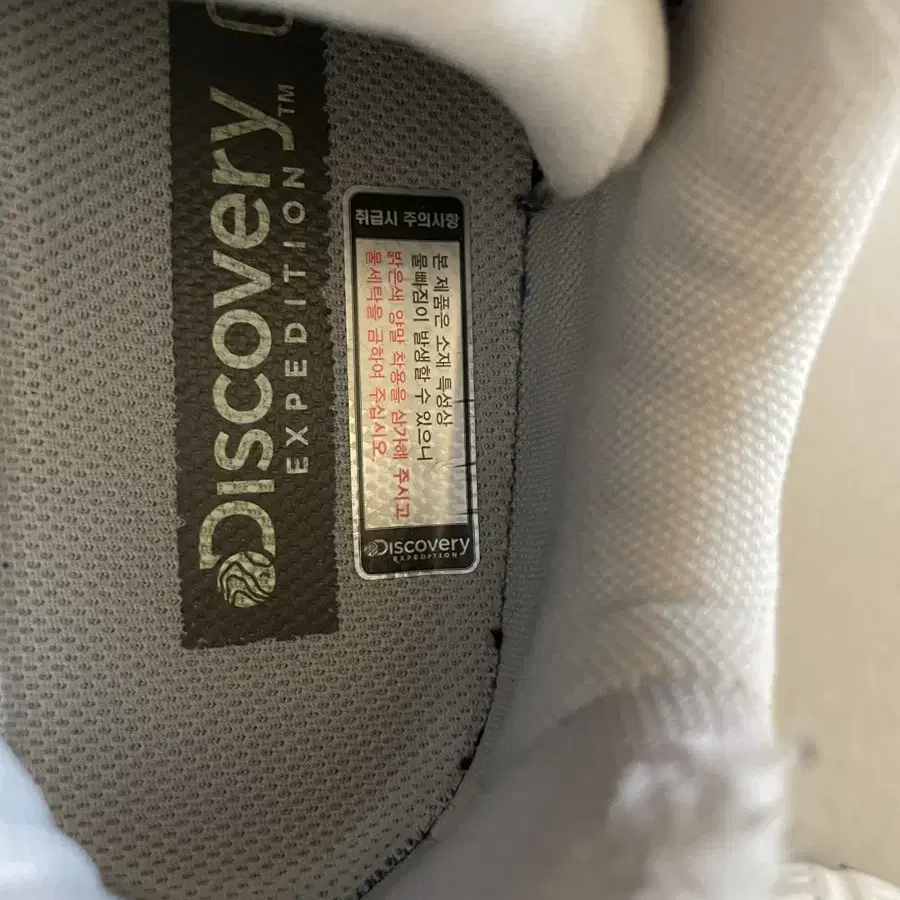 Discovery™
EXPEDITION
취급시 주의사항
본 제품은 소재 특성상
물빠짐이 발생할 수 있으니
밝은색 양말 착용을 삼가해 주시고
물세탁을 금하여 주십시오
Discovery
EXPEDITION